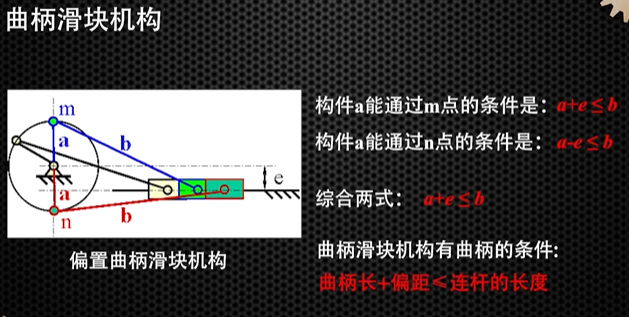 曲柄滑块机构
m
a
b
e
a
n
b
偏置曲柄滑块机构
构件a能通过m点的条件是：a+e≤b
构件a能通过n点的条件是：a-e≤b
综合两式： a+e≤b
曲柄滑块机构有曲柄的条件:
曲柄长+偏距≤连杆的长度